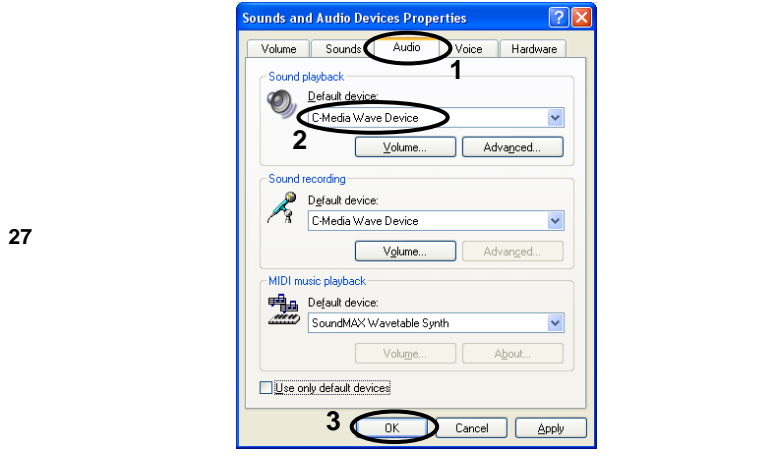 Sounds and Audio Devices Properties
Volume Sounds Audio Voice Hardware
1
Sound playback
Default device:
C-Media Wave Device
2
Volume... Advanced...
Sound recording
Default device:
C-Media Wave Device
27
Volume... Advanced...
MIDI music playback
Default device:
SoundMAX Wavetable Synth
Volume... About...
Use only default devices
3
OK Cancel Apply